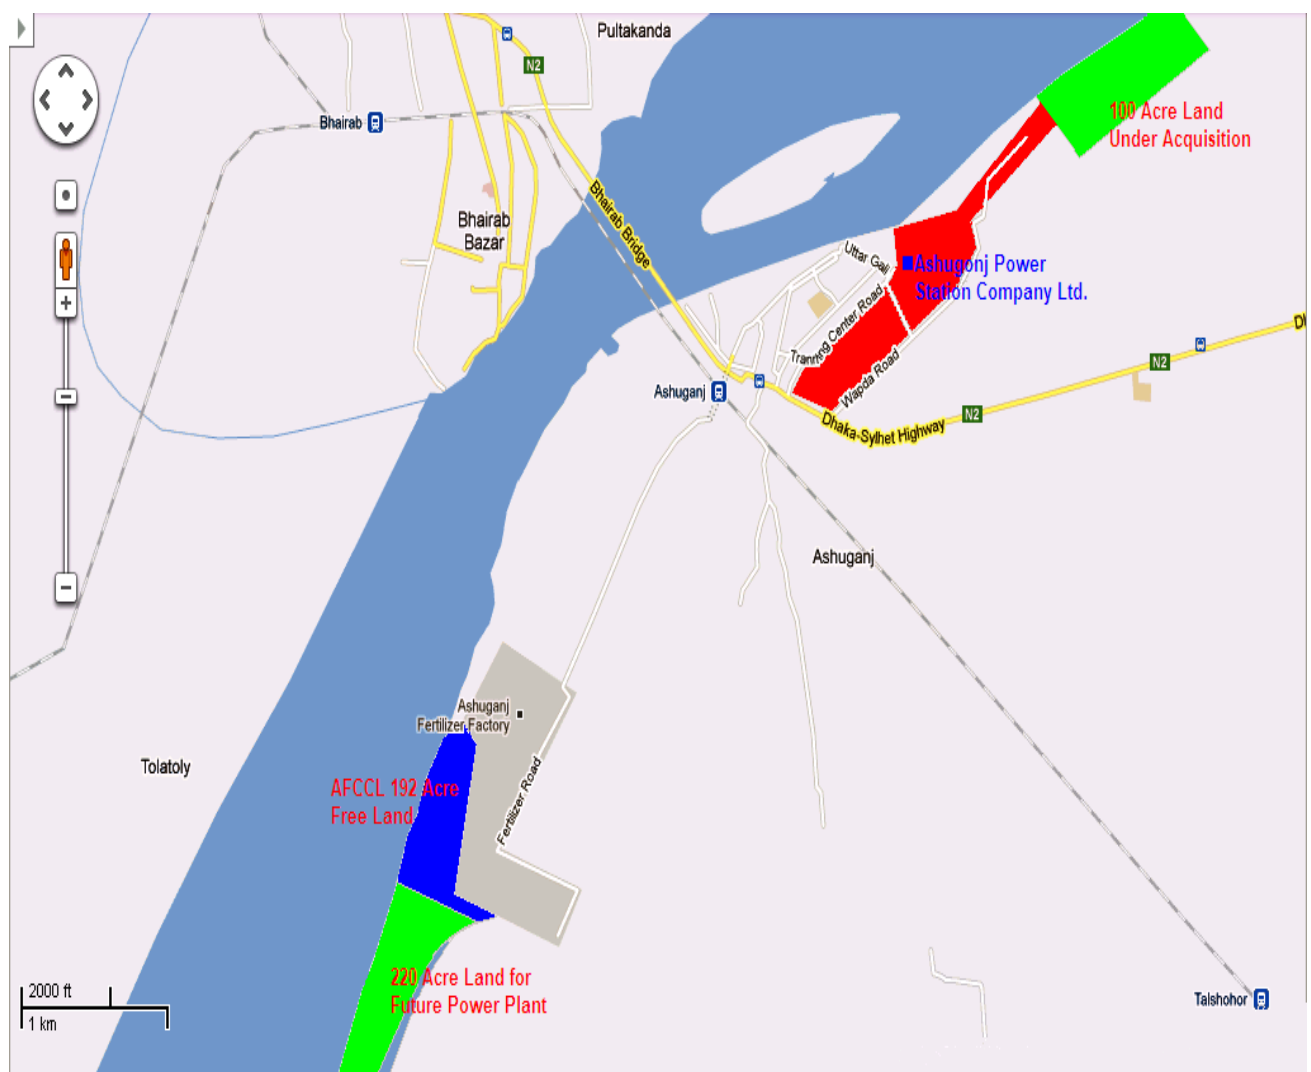 Pultakanda
N2
Bhairab
100 Acre Land
Under Acquisition
Bhairab
Bazar
Bhairab Bridge
Uttar Gali
Ashugonj Power
Station Company Ltd.
Tranning Center Road
Wapda Road
Dh
N2
Ashuganj
N2
Dhaka-Sylhet Highway
Ashuganj
Ashuganj
Fertilizer Factory
Tolatoly
AFCCL 192 Acre
Free Land
Fertilizer Road
220 Acre Land for
Future Power Plant
2000 ft
1 km
Talshohor